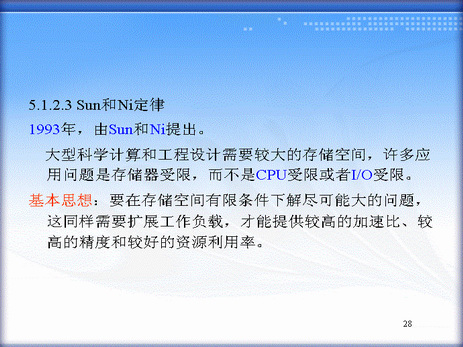 5.1.2.3 Sun和Ni定律
1993年，由Sun和Ni提出。
大型科学计算和工程设计需要较大的存储空间，许多应
用问题是存储器受限，而不是CPU受限或者I/O受限。
基本思想：要在存储空间有限条件下解尽可能大的问题，
这同样需要扩展工作负载，才能提供较高的加速比、较
高的精度和较好的资源利用率。
28